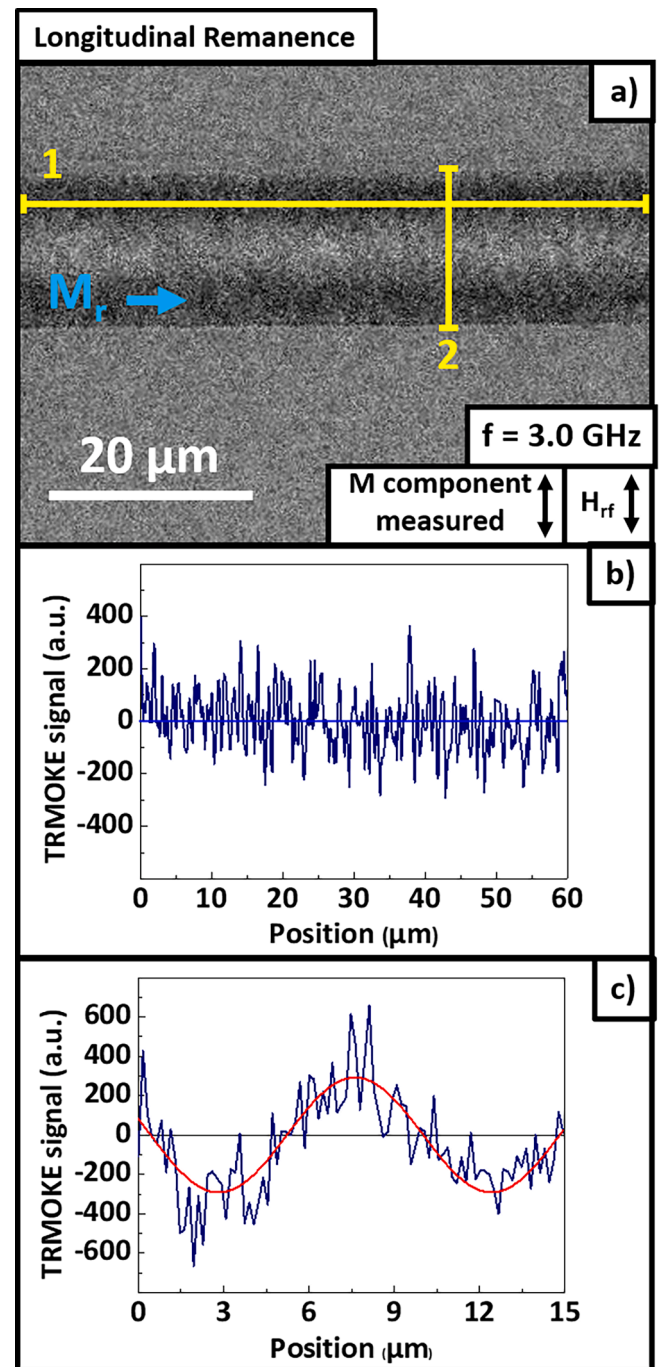 Longitudinal Remanence
a)
1
Mr
2
f = 3.0 GHz
20 μm
M component
measured
Hrf
b)
TRMOKE signal (a.u.)
400
200
0
-200
-400
0 10 20 30 40 50 60
Position (μm)
c)
TRMOKE signal (a.u.)
600
400
200
0
-200
-400
-600
0 3 6 9 12 15
Position (μm)